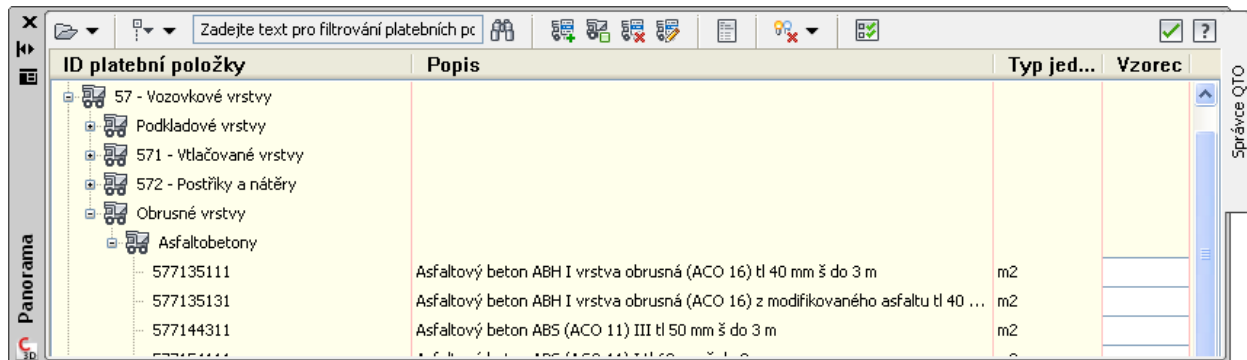 Zadejte text pro filtrování platebních pc
ID platební položky Popis Typ jed... Vzorec
57 - Vozovkové vrstvy
Podkladové vrstvy
571 - Vtlačované vrstvy
572 - Postřiky a nátěry
Obrusné vrstvy
Asfaltobetony
577135111 Asfaltový beton ABH I vrstva obrusná (ACO 16) tl 40 mm š do 3 m m2
577135131 Asfaltový beton ABH I vrstva obrusná (ACO 16) z modifikovaného asfaltu tl 40 ... m2
577144311 Asfaltový beton ABS (ACO 11) III tl 50 mm š do 3 m m2
Správce QTO
Panorama
3D